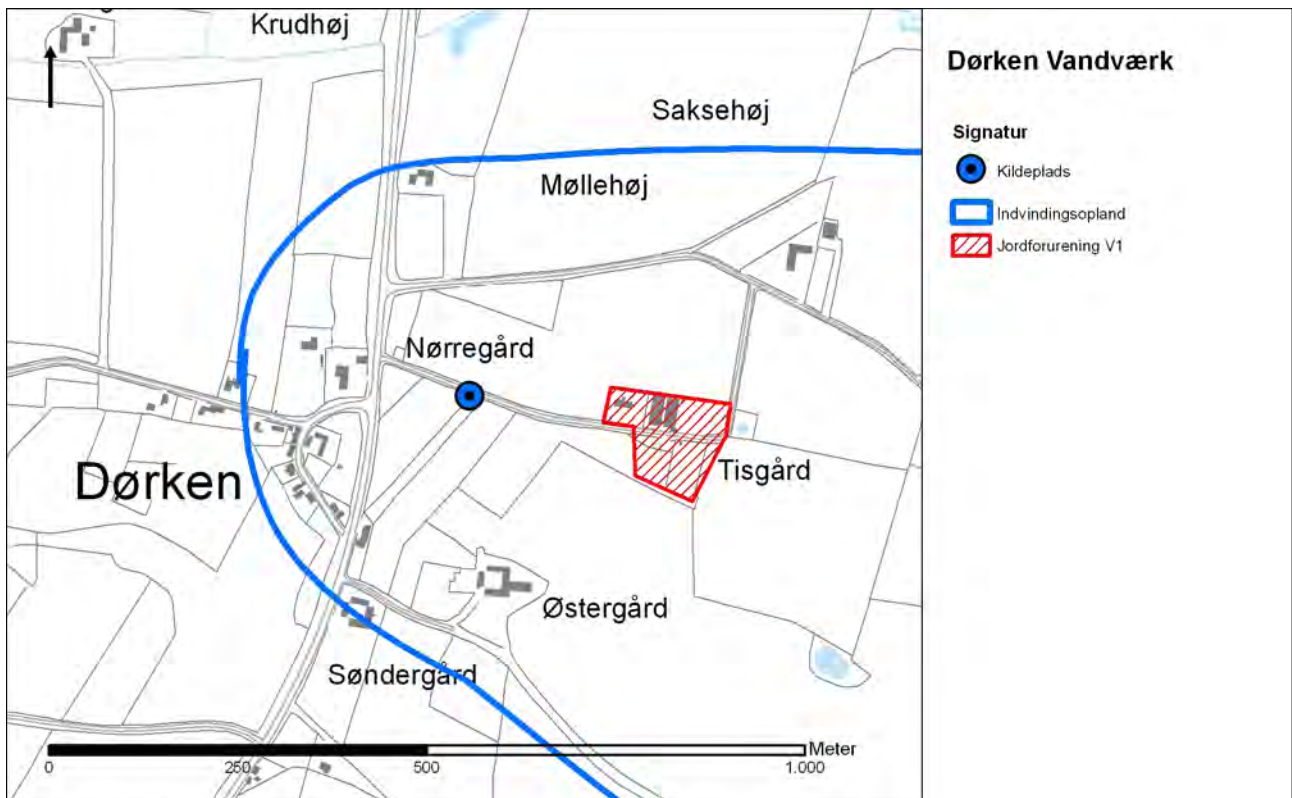 Krudhøj
Saksehøj
Møllehøj
Nørregård
Tisgård
Dørken
Østergård
Søndergård
Meter
0 250 500 1.000
Dørken Vandværk
Signatur
Kildeplads
Indvindingsopland
Jordforurening V1